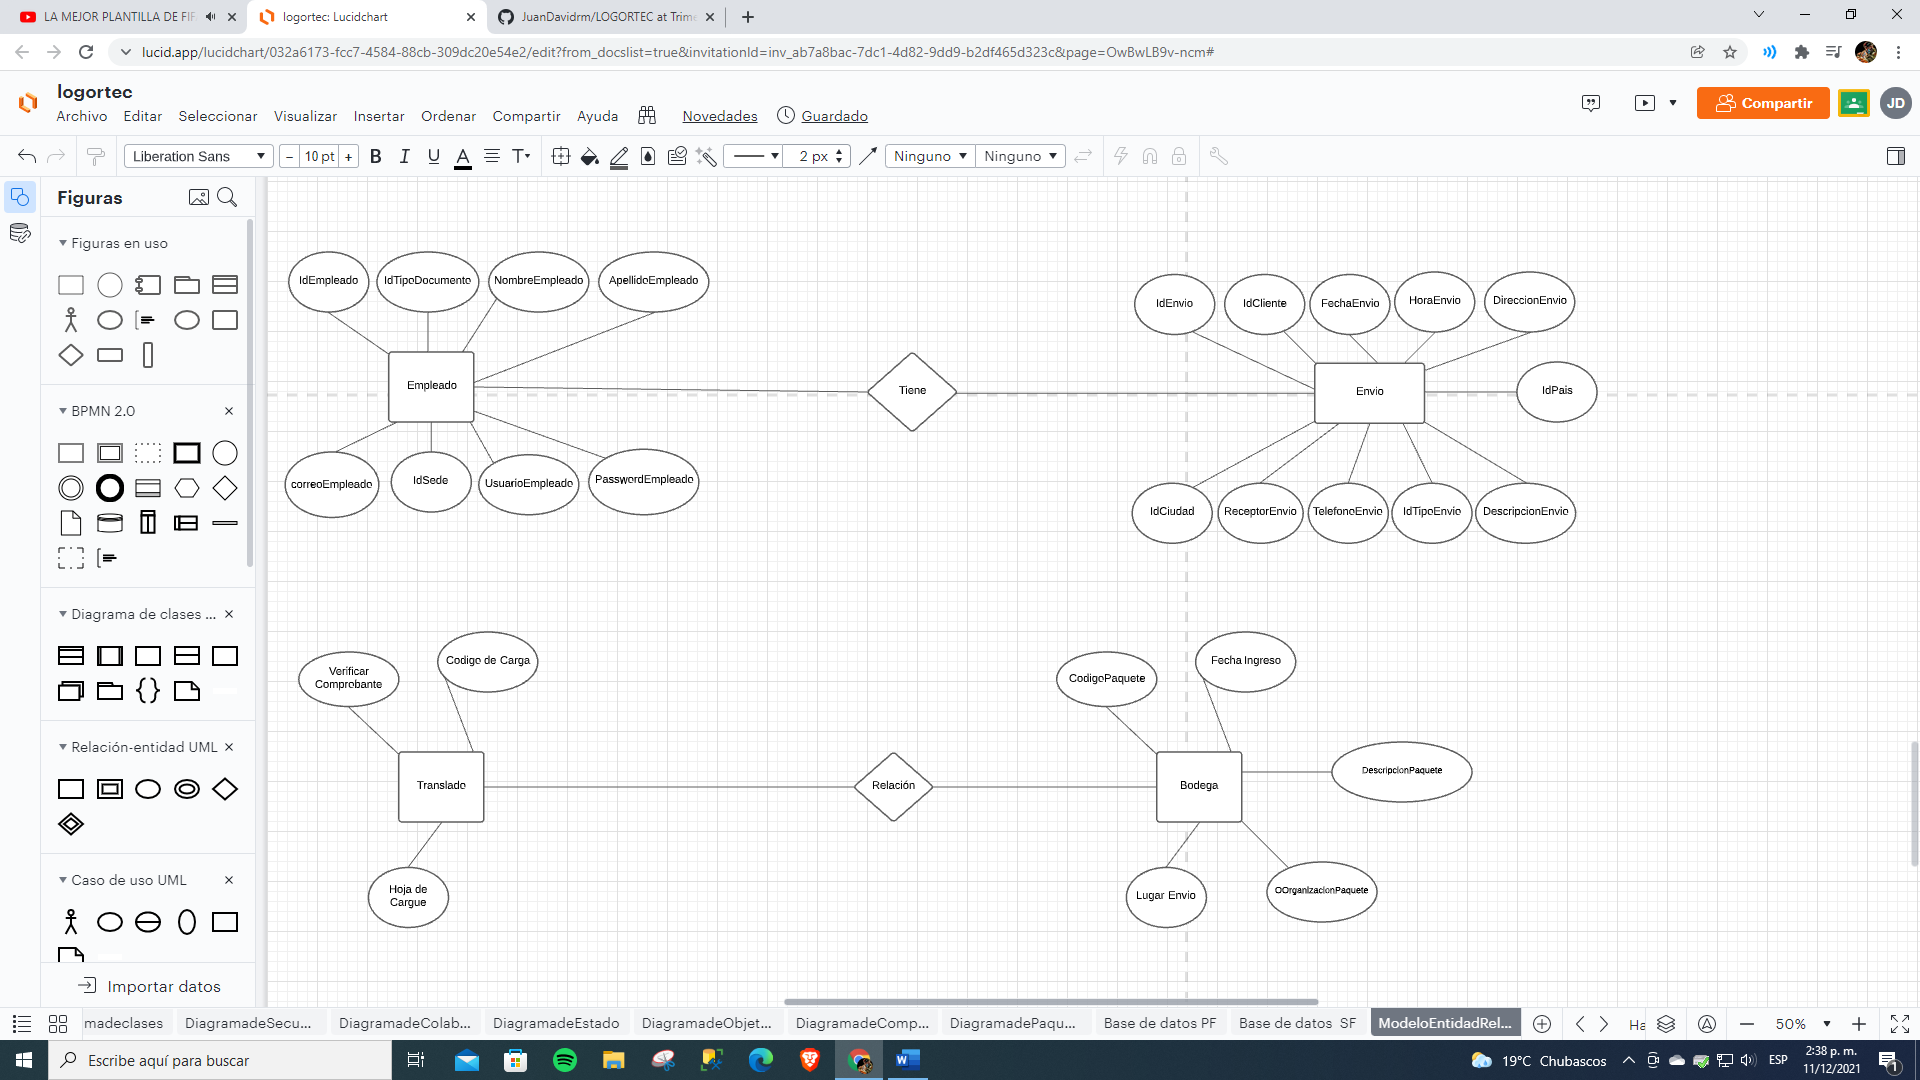 LA MEJOR PLANTILLA DE FIF
logortec: Lucidchart
JuanDavidrm/LOGORTEC at Trime
lucid.app/lucidchart/032a6173-fcc7-4584-88cb-309dc20e54e2/edit?from_docslist=true&invitationId=inv_ab7a8bac-7dc1-4d82-9dd9-b2df465d323c&page=OwBwLB9v-ncm#
logortec
Archivo Editar Seleccionar Visualizar Insertar Ordenar Compartir Ayuda Novedades Guardado
Compartir
JD
Liberation Sans
10 pt
2 px
Ninguno
Ninguno
Figuras
Figuras en uso
BPMN 2.0
Diagrama de clases ...
Relación-entidad UML
Caso de uso UML
Importar datos
IdEmpleado
IdTipoDocumento
NombreEmpleado
ApellidoEmpleado
Empleado
correoEmpleado
IdSede
UsuarioEmpleado
PasswordEmpleado
Tiene
IdEnvio
IdCliente
FechaEnvio
HoraEnvio
DireccionEnvio
Envio
IdPais
IdCiudad
ReceptorEnvio
TelefonoEnvio
IdTipoEnvio
DescripcionEnvio
Verificar
Comprobante
Codigo de Carga
Translado
Hoja de
Cargue
Relación
CodigoPaquete
Fecha Ingreso
Bodega
DescripcionPaquete
Lugar Envio
OOrganizacionPaquete
madeclases
DiagramadeSecu...
DiagramadeColab...
DiagramadeEstado
DiagramadeObjet...
DiagramadeComp...
DiagramadePaqu...
Base de datos PF
Base de datos SF
ModeloEntidadRel...
Ha
50%
Escribe aquí para buscar
19°C Chubascos
ESP
2:38 p. m.
11/12/2021
1